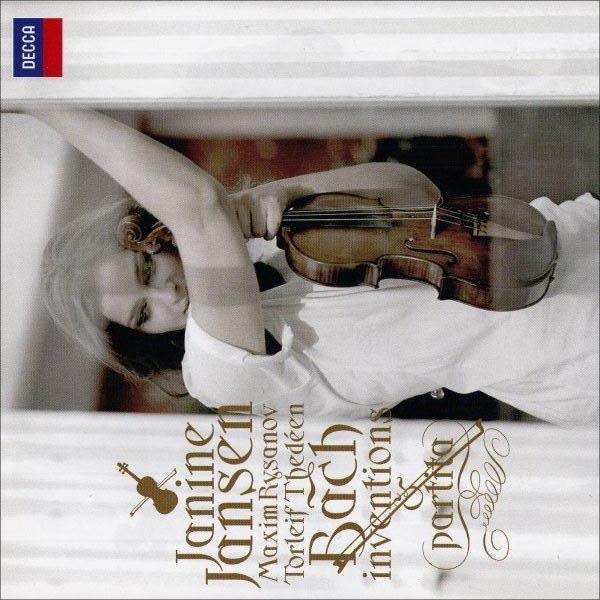 DECCA
Janine
Jansen
Maxim Rysanov
Torleif Thedéen
Bach
inventions
&
partita